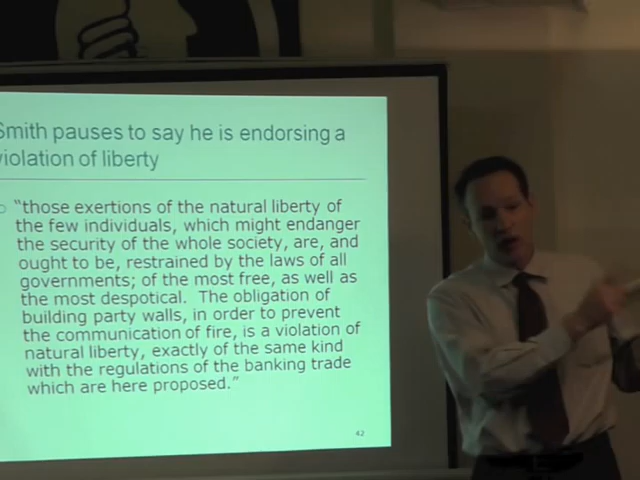 Smith pauses to say he is endorsing a
violation of liberty
"those exertions of the natural liberty of
the few individuals, which might endanger
the security of the whole society, are, and
ought to be, restrained by the laws of all
governments; of the most free, as well as
the most despotical. The obligation of
building party walls, in order to prevent
the communication of fire, is a violation of
natural liberty, exactly of the same kind
with the regulations of the banking trade
which are here proposed."
42